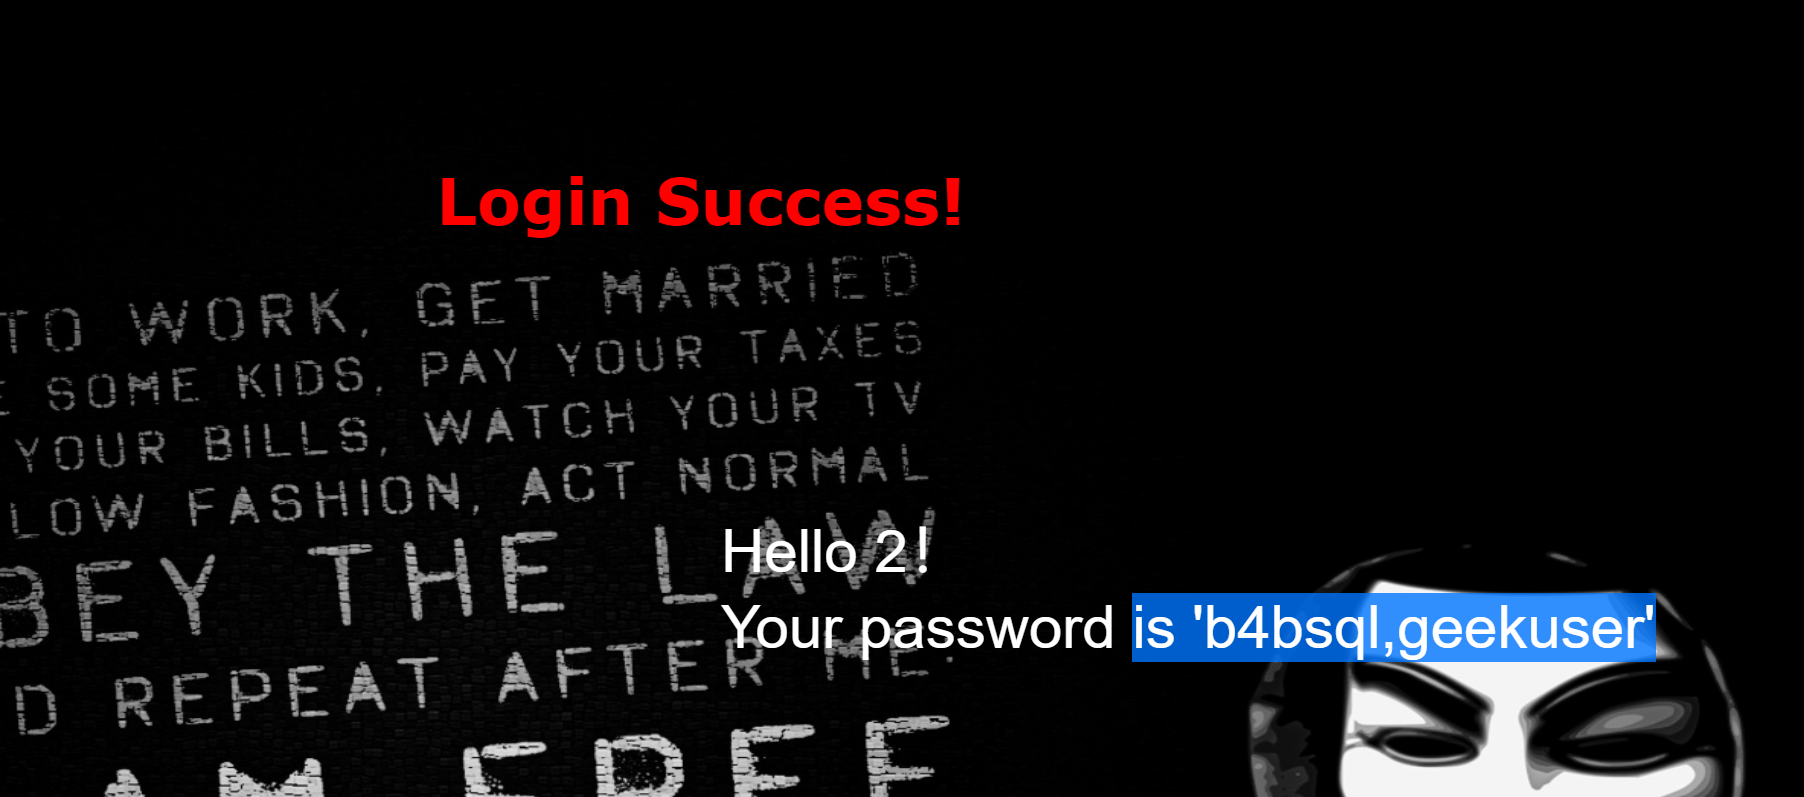 Login Success!
TO WORK, GET MARRIED
E SOME KIDS, PAY YOUR TAXES
YOUR BILLS, WATCH YOUR TV
LOW FASHION, ACT NORMAL
BEY THE LAW
D REPEAT AFTER ME:
AM FREE
Hello 2!
Your password is 'b4bsql,geekuser'